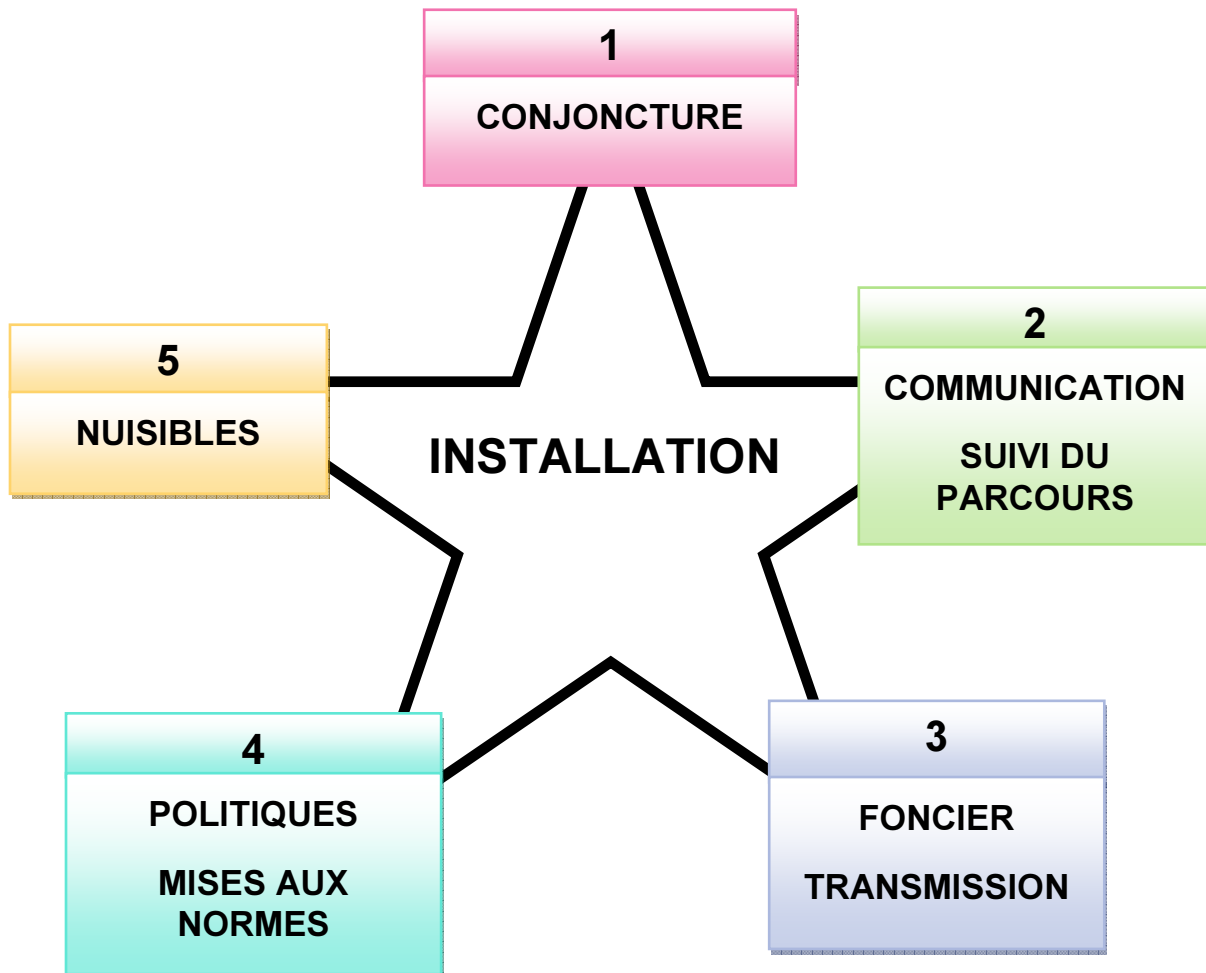 1
CONJONCTURE
2
COMMUNICATION
SUIVI DU
PARCOURS
5
NUISIBLES
INSTALLATION
4
POLITIQUES
MISES AUX
NORMES
3
FONCIER
TRANSMISSION